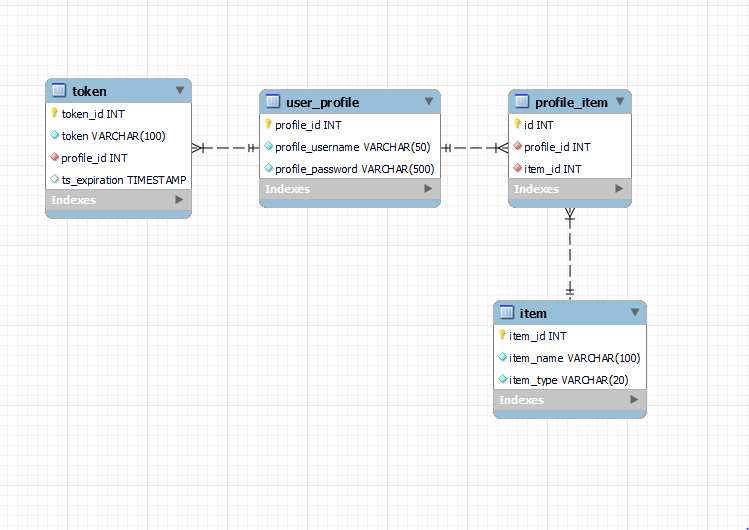 token
token_id INT
token VARCHAR(100)
profile_id INT
ts_expiration TIMESTAMP
Indexes
user_profile
profile_id INT
profile_username VARCHAR(50)
profile_password VARCHAR(500)
Indexes
profile_item
id INT
profile_id INT
item_id INT
Indexes
item
item_id INT
item_name VARCHAR(100)
item_type VARCHAR(20)
Indexes